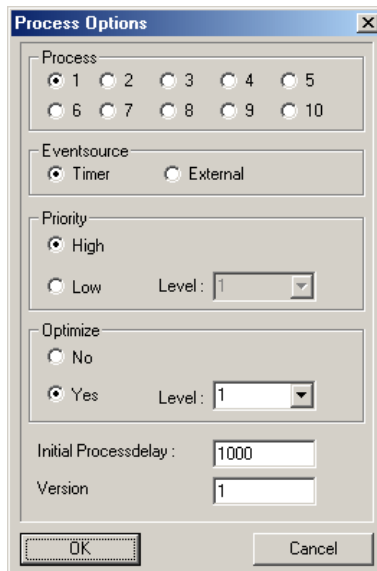 Process Options
Process
1 2 3 4 5
6 7 8 9 10
Eventsource
Timer External
Priority
High
Low Level : 1
Optimize
No
Yes Level : 1
Initial Processdelay : 1000
Version 1
OK Cancel